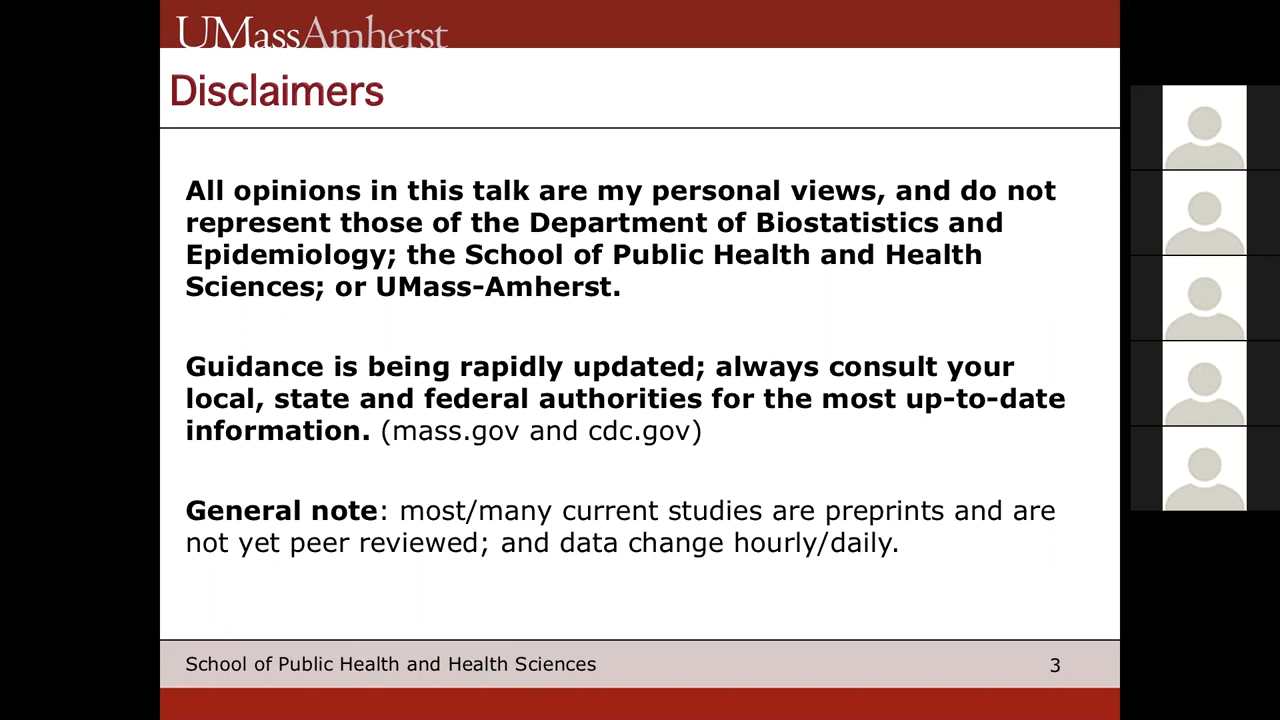 UMassAmherst
Disclaimers
All opinions in this talk are my personal views, and do not
represent those of the Department of Biostatistics and
Epidemiology; the School of Public Health and Health
Sciences; or UMass-Amherst.
Guidance is being rapidly updated; always consult your
local, state and federal authorities for the most up-to-date
information. (mass.gov and cdc.gov)
General note: most/many current studies are preprints and are
not yet peer reviewed; and data change hourly/daily.
School of Public Health and Health Sciences
3